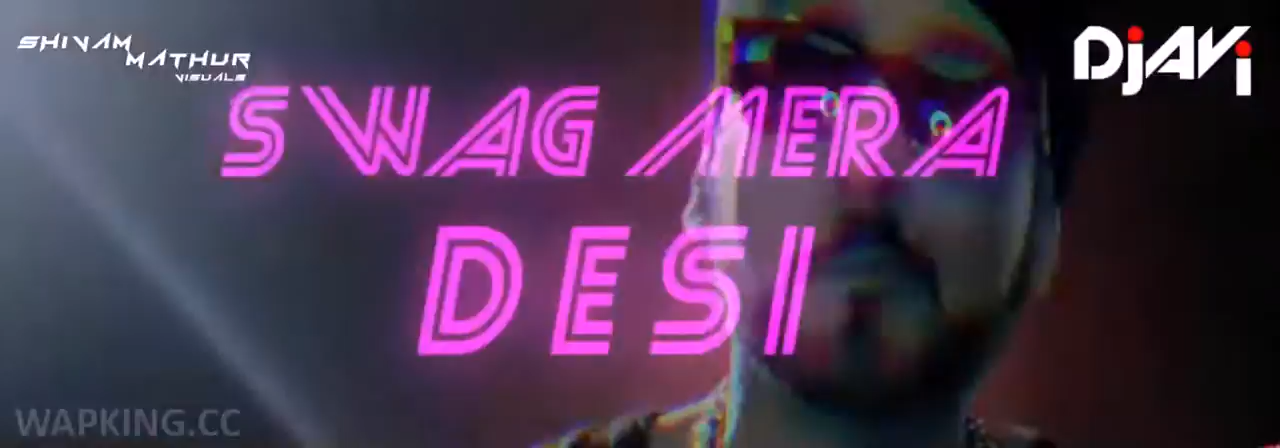 SHIVAM
MATHUR
VISUALS
DjAVi
SWAG MERA
DESI
WAPKING.CC